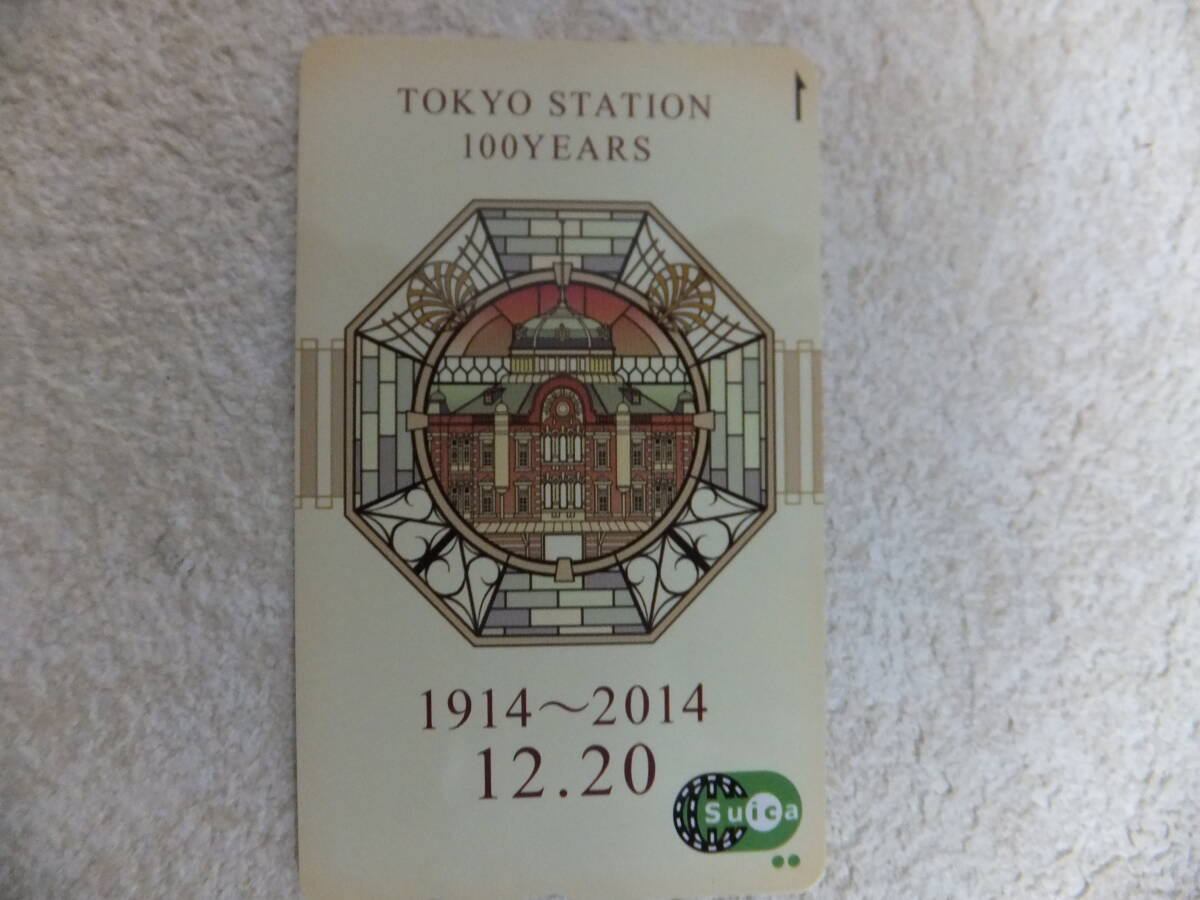 TOKYO STATION
100YEARS
1914～2014
12.20
Suica